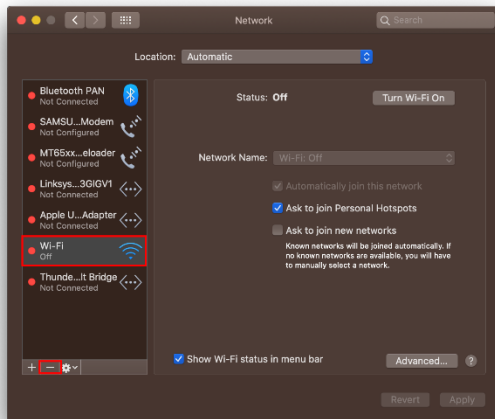 Network
Search
Location: Automatic
Bluetooth PAN
Not Connected
SAMSU...Modem
Not Configured
MT65xx...eloader
Not Configured
Linksys...3GIGV1
Not Connected
Apple U...Adapter
Not Connected
Wi-Fi
Off
Thunde...lt Bridge
Not Connected
Status: Off
Turn Wi-Fi On
Network Name: Wi-Fi: Off
Automatically join this network
Ask to join Personal Hotspots
Ask to join new networks
Known networks will be joined automatically. If
no known networks are available, you will have
to manually select a network.
Show Wi-Fi status in menu bar
Advanced...
?
Revert
Apply